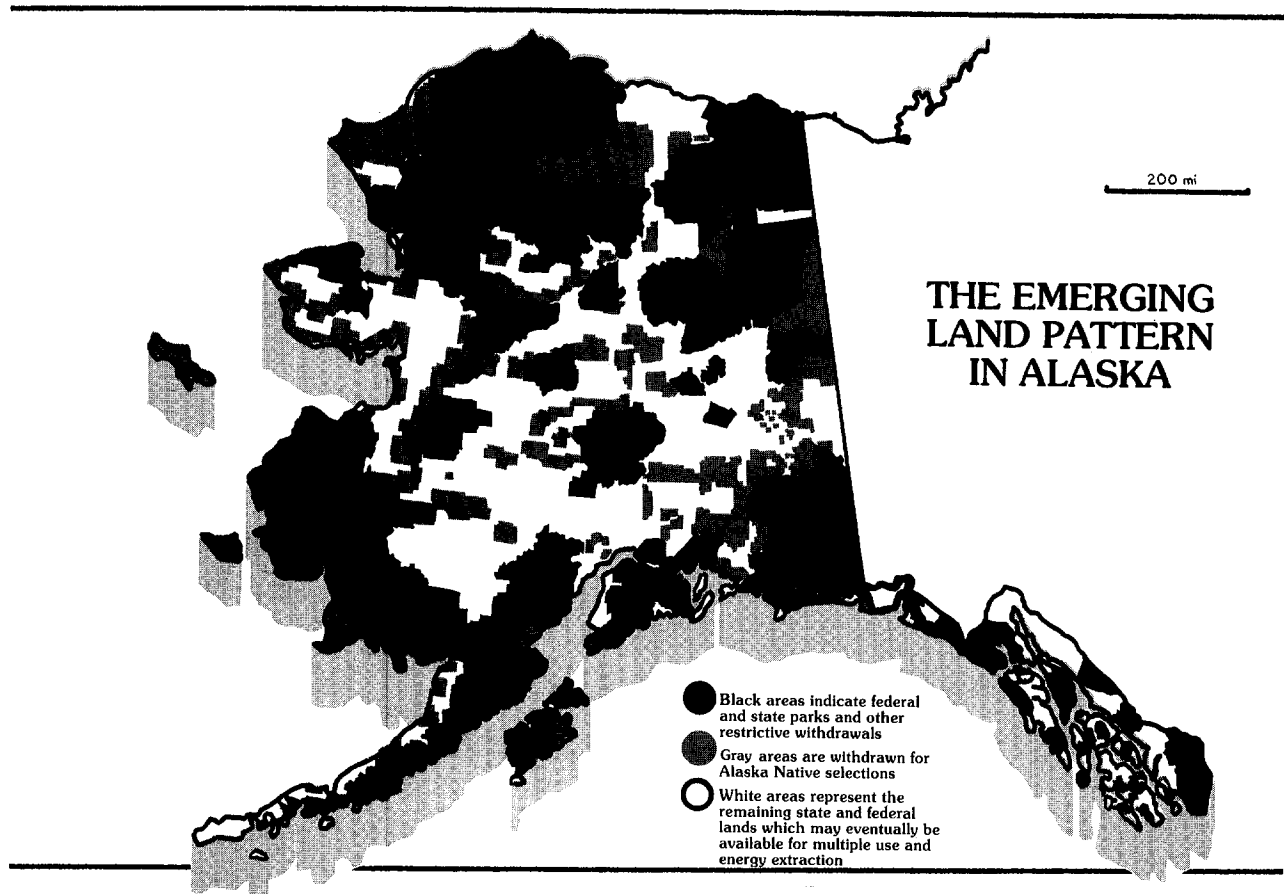 200 mi
THE EMERGING
LAND PATTERN
IN ALASKA
Black areas indicate federal
and state parks and other
restrictive withdrawals
Gray areas are withdrawn for
Alaska Native selections
White areas represent the
remaining state and federal
lands which may eventually be
available for multiple use and
energy extraction